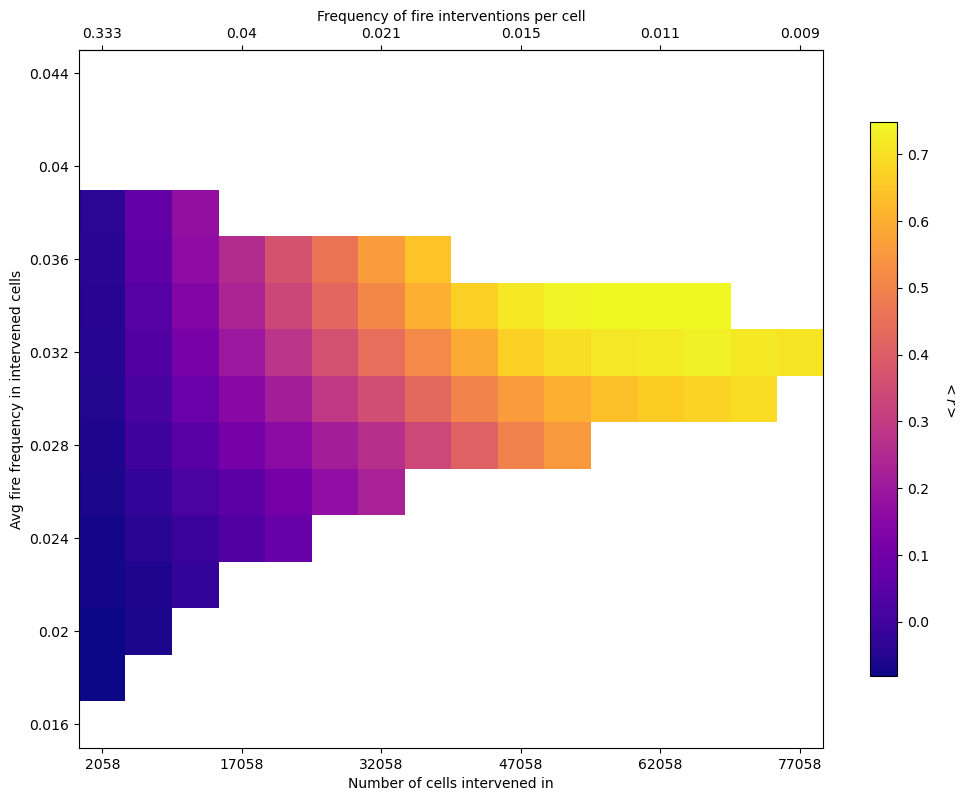 Frequency of fire interventions per cell
0.333 0.04 0.021 0.015 0.011 0.009
Avg fire frequency in intervened cells
0.044
0.04
0.036
0.032
0.028
0.024
0.02
0.016
2058 17058 32058 47058 62058 77058
Number of cells intervened in
0.7
0.6
0.5
0.4
0.3
0.2
0.1
0.0
< r >